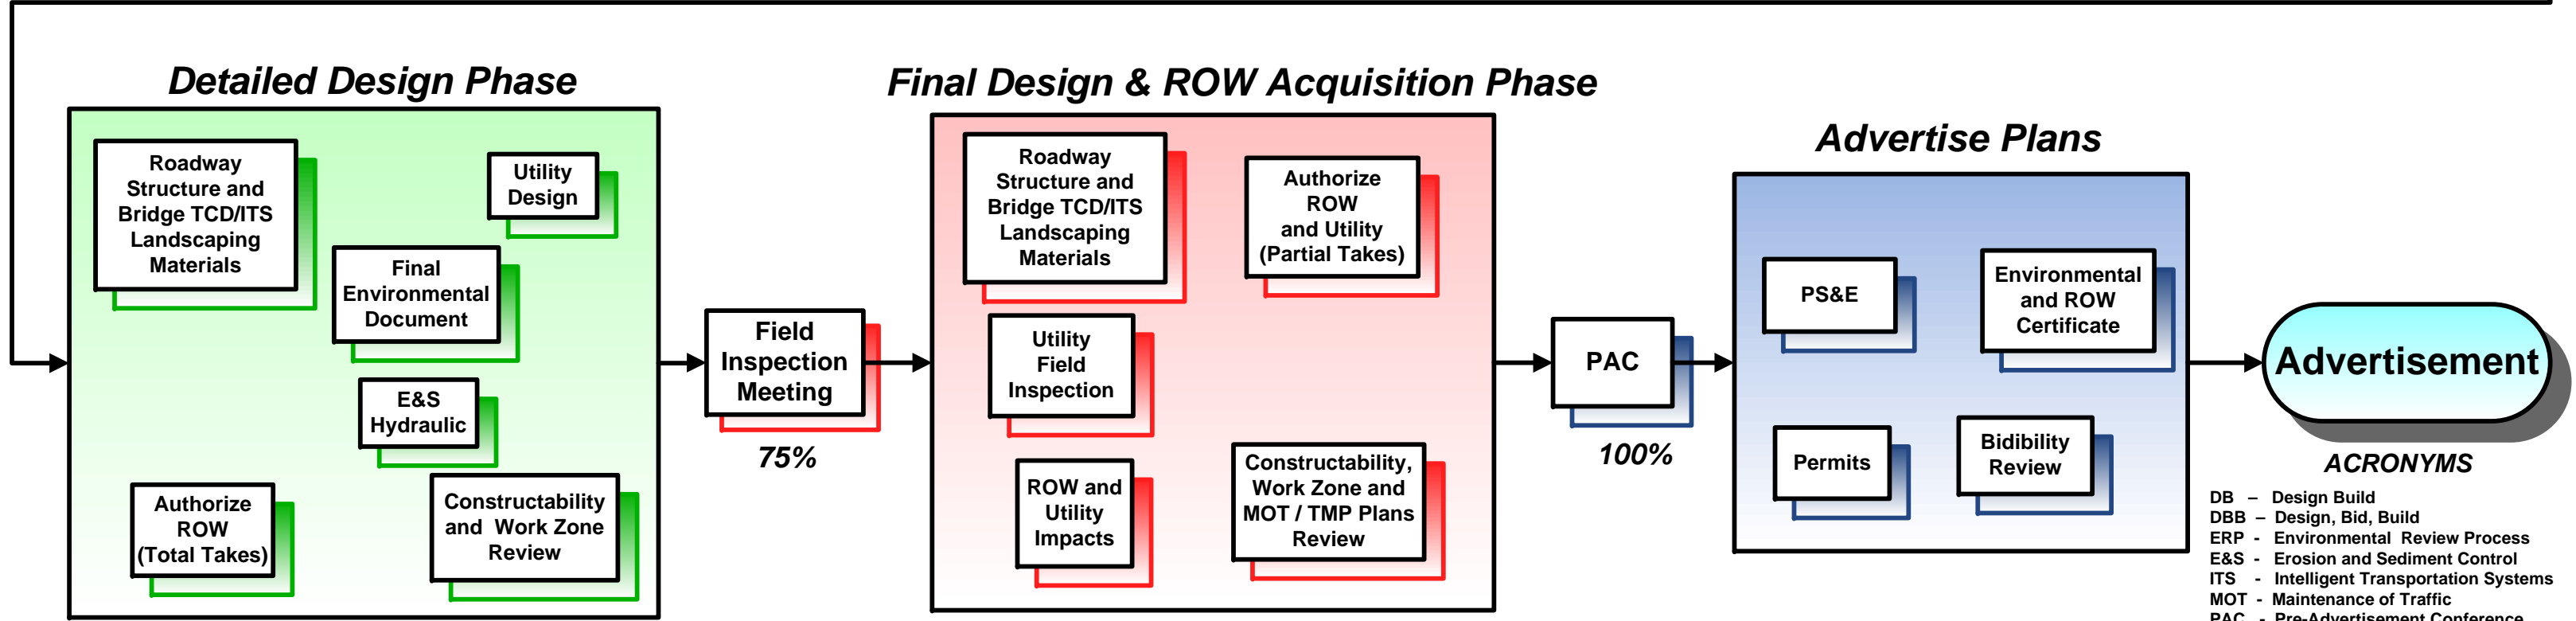 Detailed Design Phase
Roadway
Structure and
Bridge TCD/ITS
Landscaping
Materials
Utility
Design
Final
Environmental
Document
E&S
Hydraulic
Authorize
ROW
(Total Takes)
Constructability
and Work Zone
Review
Field
Inspection
Meeting
75%
Final Design & ROW Acquisition Phase
Roadway
Structure and
Bridge TCD/ITS
Landscaping
Materials
Authorize
ROW
and Utility
(Partial Takes)
Utility
Field
Inspection
ROW and
Utility
Impacts
Constructability,
Work Zone and
MOT / TMP Plans
Review
PAC
100%
Advertise Plans
PS&E
Environmental
and ROW
Certificate
Permits
Bidibility
Review
Advertisement
ACRONYMS
DB – Design Build
DBB – Design, Bid, Build
ERP - Environmental Review Process
E&S - Erosion and Sediment Control
ITS - Intelligent Transportation Systems
MOT - Maintenance of Traffic
PAC - Pre-Advertisement Conference